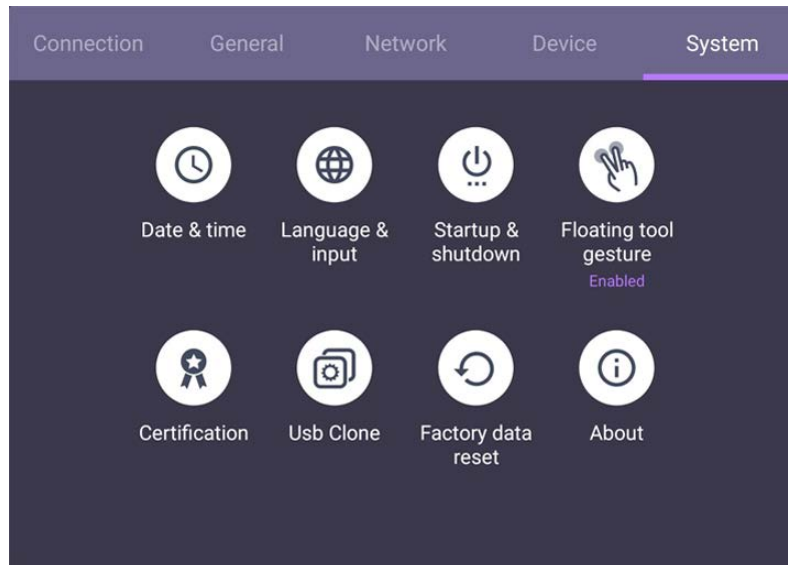 Connection General Network Device System
Date & time
Language &
input
Startup &
shutdown
Floating tool
gesture
Enabled
Certification
Usb Clone
Factory data
reset
About